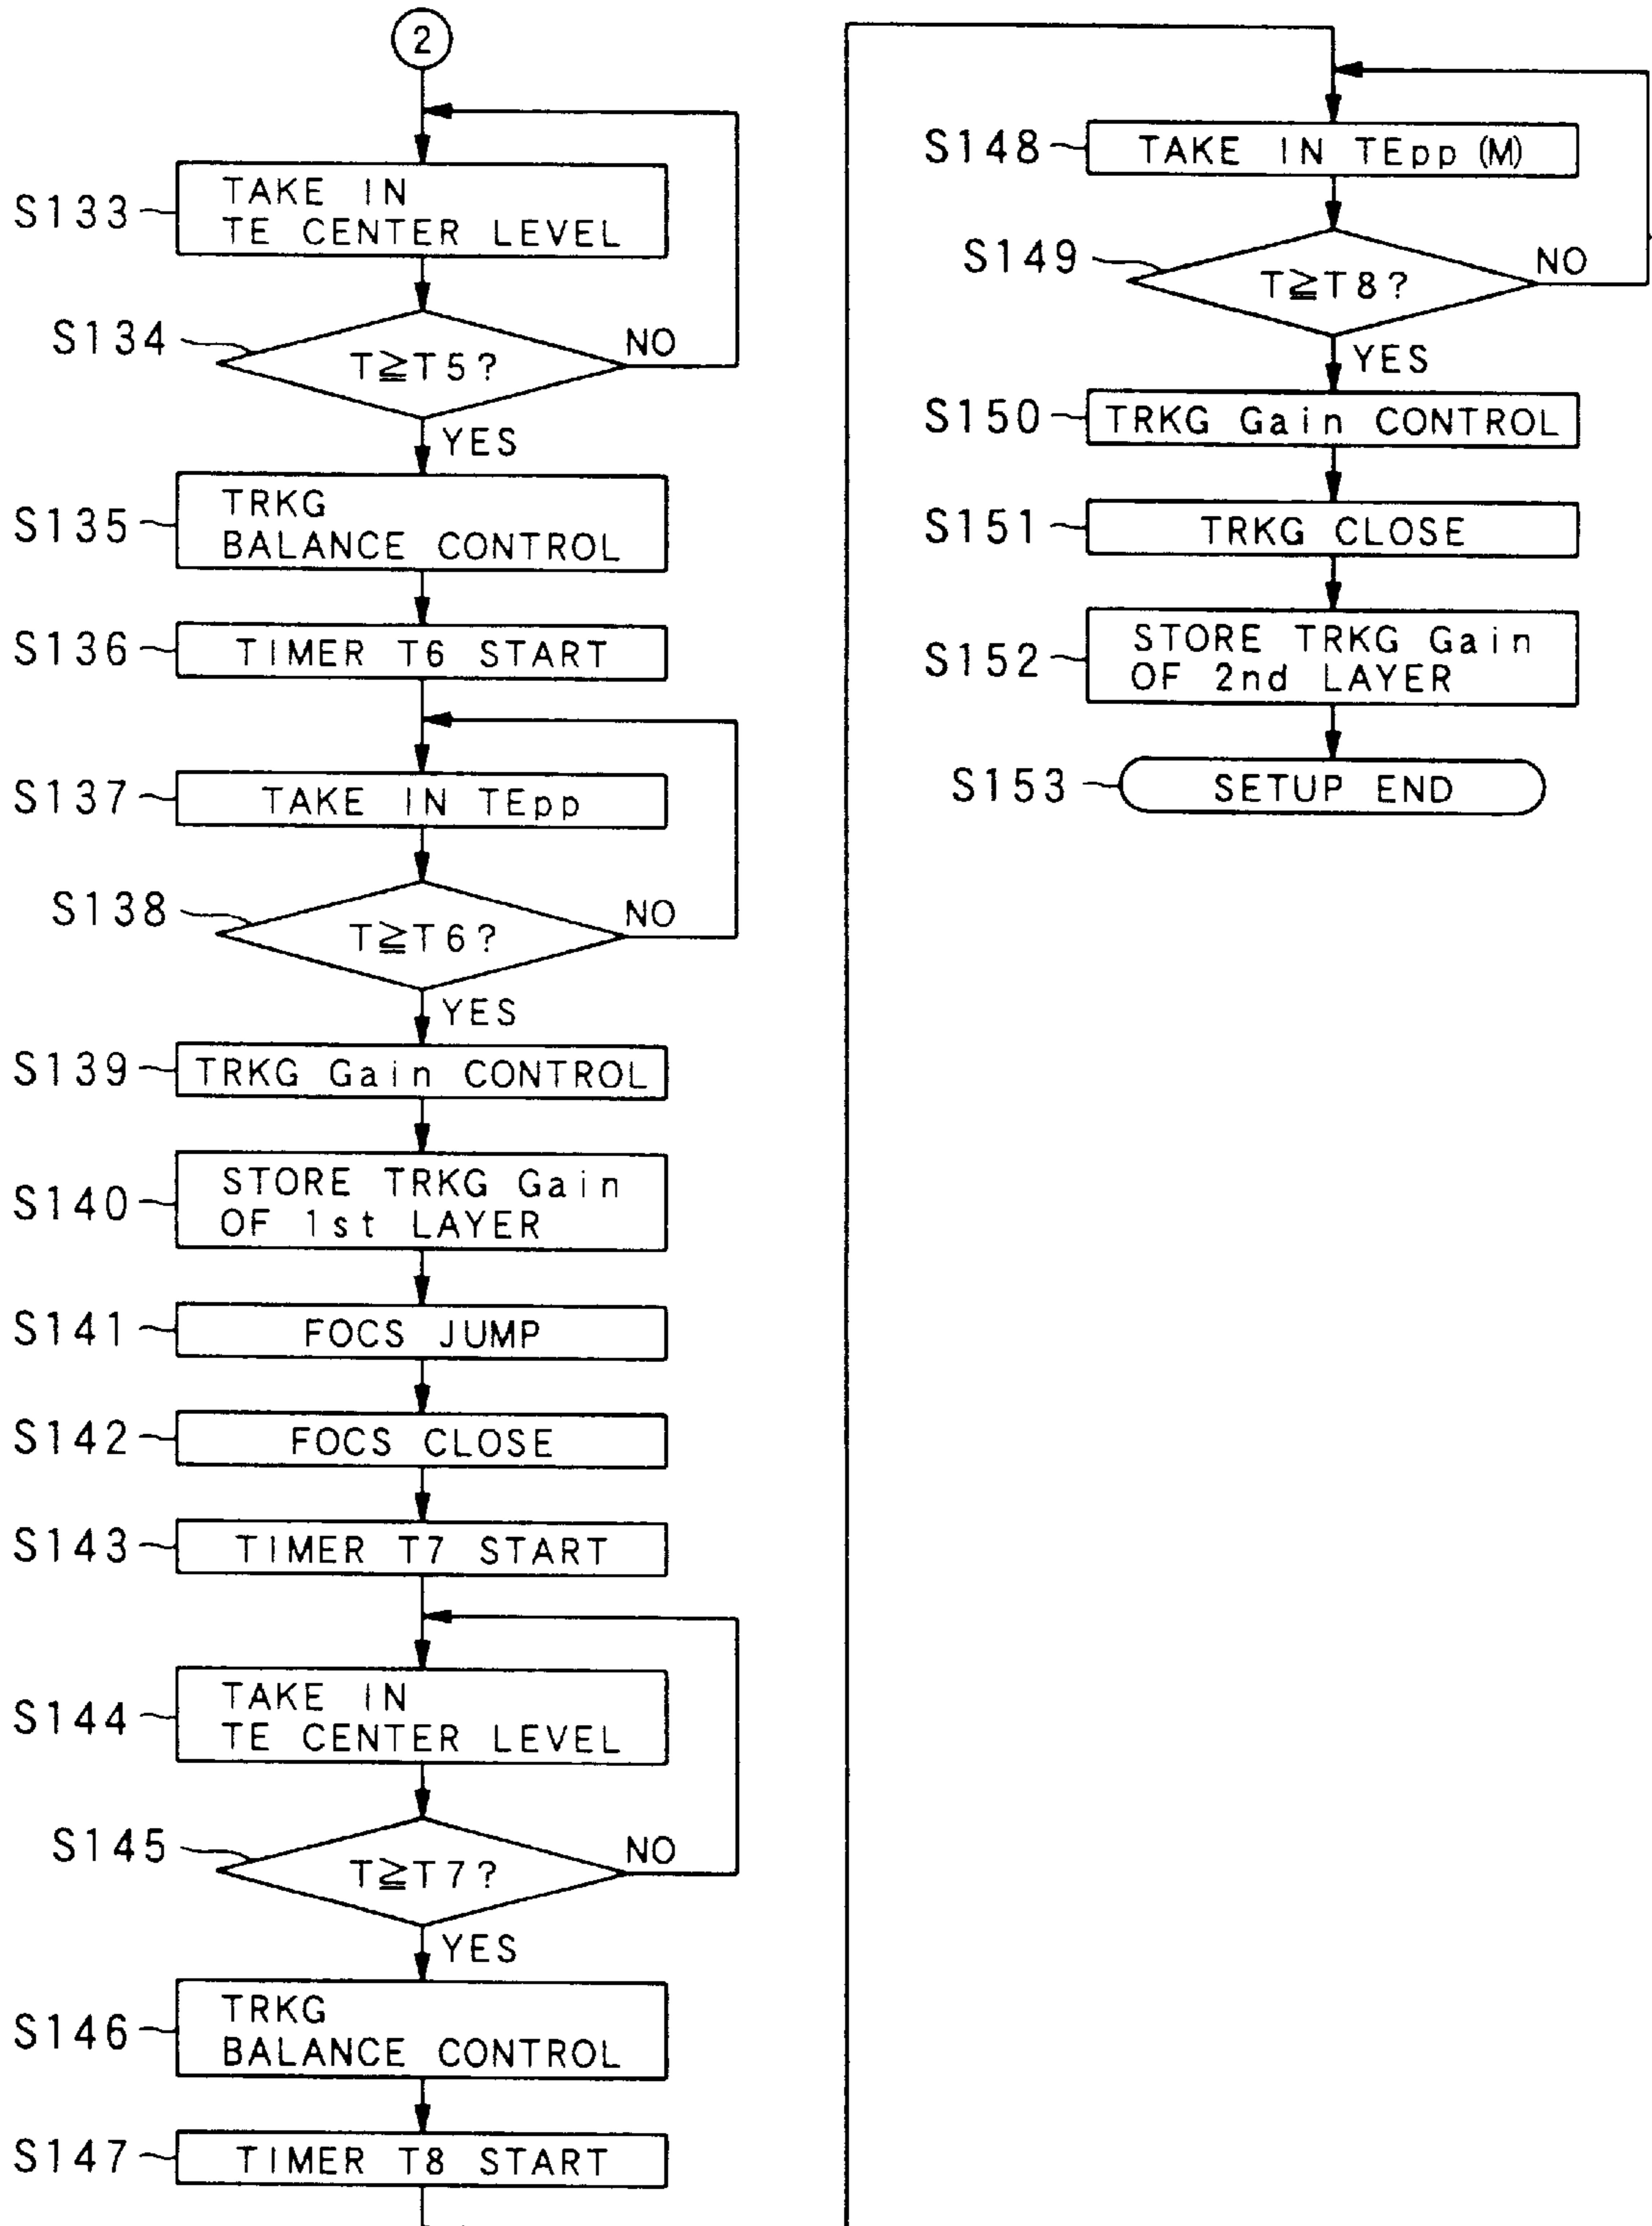 2
S133
TAKE IN
TE CENTER LEVEL
S134
T≧T5?
NO
YES
S135
TRKG
BALANCE CONTROL
S136
TIMER T6 START
S137
TAKE IN TEpp
S138
T≧T6?
NO
YES
S139
TRKG Gain CONTROL
S140
STORE TRKG Gain
OF 1st LAYER
S141
FOCS JUMP
S142
FOCS CLOSE
S143
TIMER T7 START
S144
TAKE IN
TE CENTER LEVEL
S145
T≧T7?
NO
YES
S146
TRKG
BALANCE CONTROL
S147
TIMER T8 START
S148
TAKE IN TEpp (M)
S149
T≧T8?
NO
YES
S150
TRKG Gain CONTROL
S151
TRKG CLOSE
S152
STORE TRKG Gain
OF 2nd LAYER
S153
SETUP END